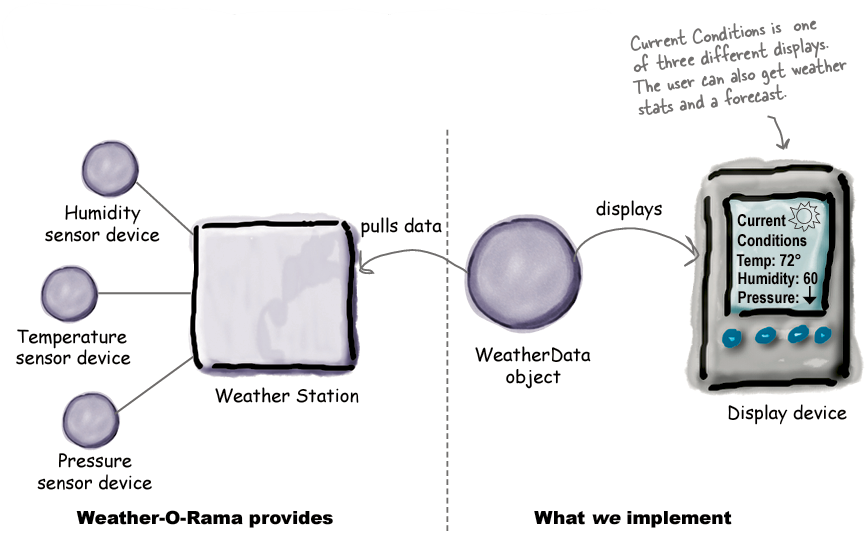 Current Conditions is one
of three different displays.
The user can also get weather
stats and a forecast.
Humidity
sensor device
Temperature
sensor device
Pressure
sensor device
Weather Station
pulls data
WeatherData
object
displays
Current
Conditions
Temp: 72°
Humidity: 60
Pressure:
Display device
Weather-O-Rama provides
What we implement